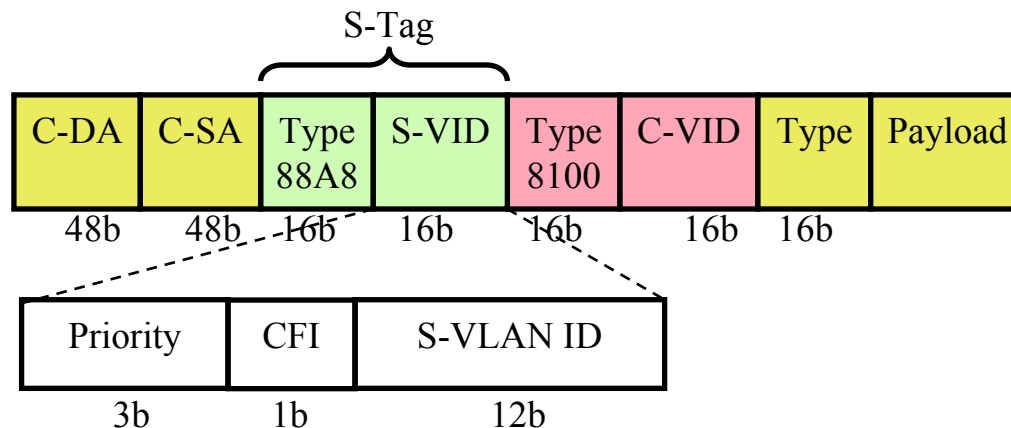 S-Tag
C-DA C-SA Type S-VID Type C-VID Type Payload
88A8 8100
48b 48b 16b 16b 16b 16b 16b
Priority CFI S-VLAN ID
3b 1b 12b